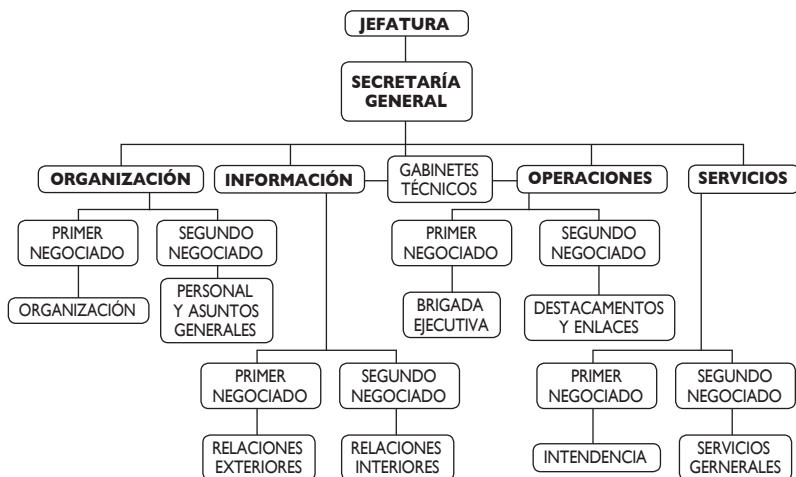 JEFATURA
SECRETARÍA
GENERAL
ORGANIZACIÓN
INFORMACIÓN
GABINETES
TÉCNICOS
OPERACIONES
SERVICIOS
PRIMER
NEGOCIADO
SEGUNDO
NEGOCIADO
PRIMER
NEGOCIADO
SEGUNDO
NEGOCIADO
ORGANIZACIÓN
PERSONAL
Y ASUNTOS
GENERALES
BRIGADA
EJECUTIVA
DESTACAMENTOS
Y ENLACES
PRIMER
NEGOCIADO
SEGUNDO
NEGOCIADO
PRIMER
NEGOCIADO
SEGUNDO
NEGOCIADO
RELACIONES
EXTERIORES
RELACIONES
INTERIORES
INTENDENCIA
SERVICIOS
GERNERALES